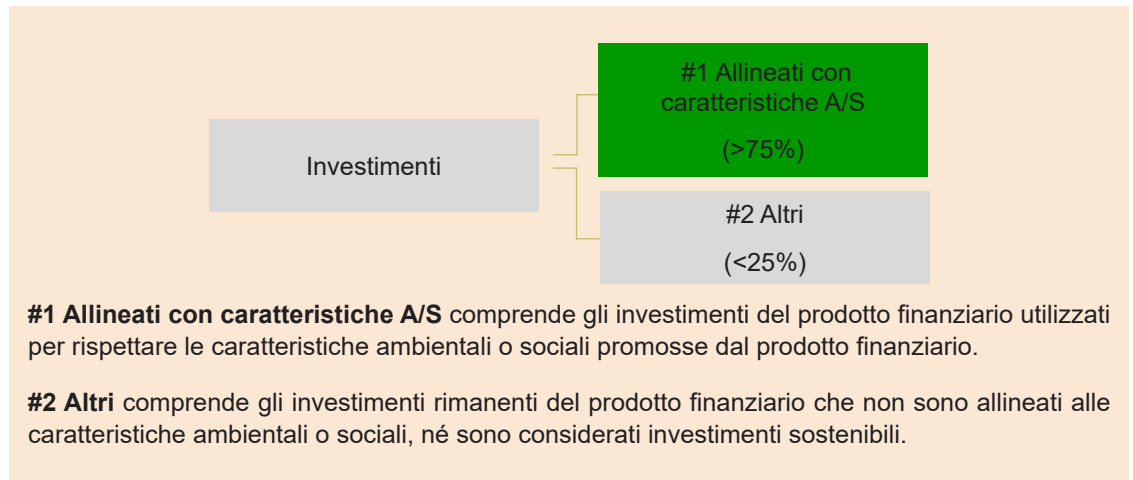 #1 Allineati con
caratteristiche A/S
(>75%)
Investimenti
#2 Altri
(<25%)
#1 Allineati con caratteristiche A/S comprende gli investimenti del prodotto finanziario utilizzati
per rispettare le caratteristiche ambientali o sociali promosse dal prodotto finanziario.
#2 Altri comprende gli investimenti rimanenti del prodotto finanziario che non sono allineati alle
caratteristiche ambientali o sociali, né sono considerati investimenti sostenibili.